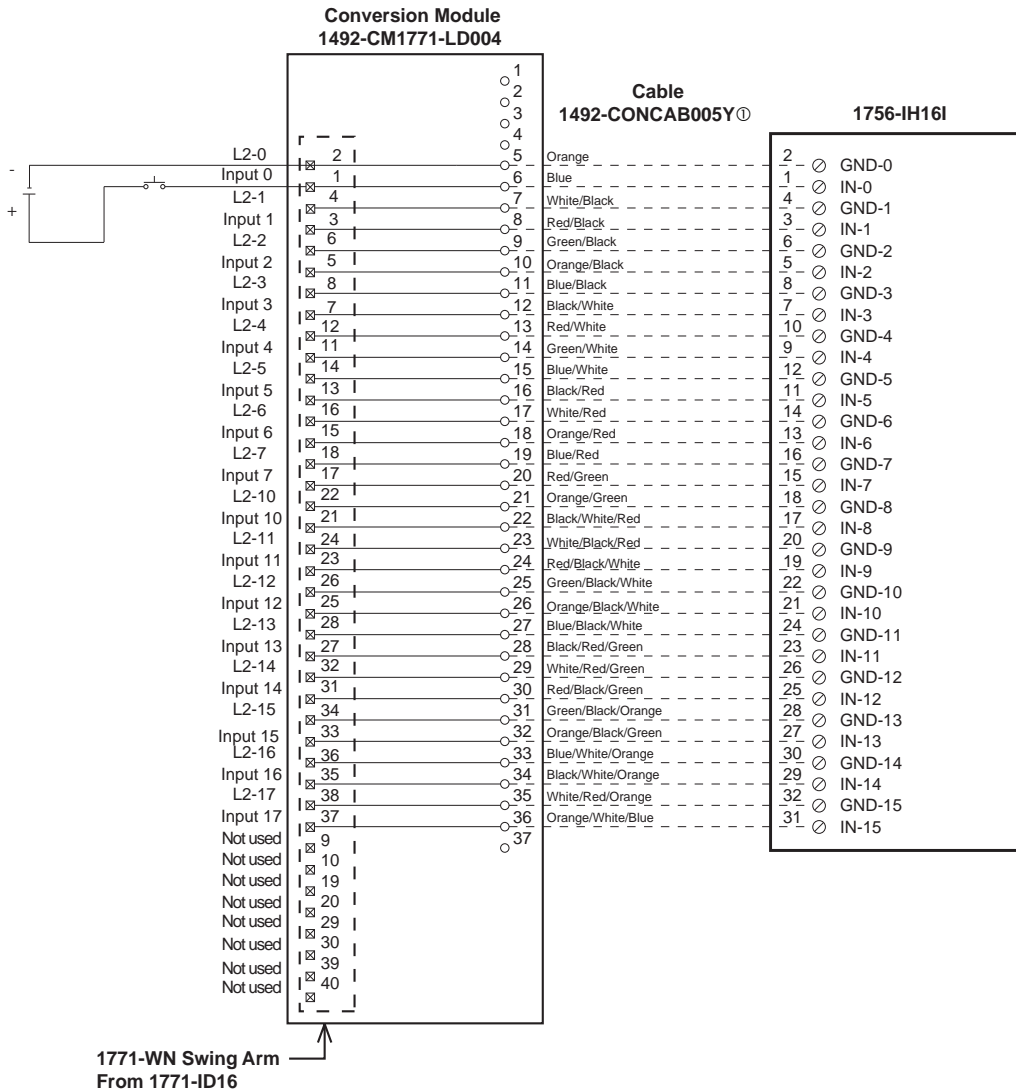 Conversion Module
1492-CM1771-LD004
Cable
1492-CONCAB005Y①
1756-IH16I
1
2
3
4
-
+
L2-0 2 5 Orange 2 GND-0
Input 0 1 6 Blue 1 IN-0
L2-1 4 7 White/Black 4 GND-1
Input 1 3 8 Red/Black 3 IN-1
L2-2 6 9 Green/Black 6 GND-2
Input 2 5 10 Orange/Black 5 IN-2
L2-3 8 11 Blue/Black 8 GND-3
Input 3 7 12 Black/White 7 IN-3
L2-4 12 13 Red/White 10 GND-4
Input 4 11 14 Green/White 9 IN-4
L2-5 14 15 Blue/White 12 GND-5
Input 5 13 16 Black/Red 11 IN-5
L2-6 16 17 White/Red 14 GND-6
Input 6 15 18 Orange/Red 13 IN-6
L2-7 18 19 Blue/Red 16 GND-7
Input 7 17 20 Red/Green 15 IN-7
L2-10 22 21 Orange/Green 18 GND-8
Input 10 21 22 Black/White/Red 17 IN-8
L2-11 24 23 White/Black/Red 20 GND-9
Input 11 23 24 Red/Black/White 19 IN-9
L2-12 26 25 Green/Black/White 22 GND-10
Input 12 25 26 Orange/Black/White 21 IN-10
L2-13 28 27 Blue/Black/White 24 GND-11
Input 13 27 28 Black/Red/Green 23 IN-11
L2-14 32 29 White/Red/Green 26 GND-12
Input 14 31 30 Red/Black/Green 25 IN-12
L2-15 34 31 Green/Black/Orange 28 GND-13
Input 15 33 32 Orange/Black/Green 27 IN-13
L2-16 36 33 Blue/White/Orange 30 GND-14
Input 16 35 34 Black/White/Orange 29 IN-14
L2-17 38 35 White/Red/Orange 32 GND-15
Input 17 37 36 Orange/White/Blue 31 IN-15
Not used 9 37
Not used 10
Not used 19
Not used 20
Not used 29
Not used 30
Not used 39
Not used 40
1771-WN Swing Arm
From 1771-ID16